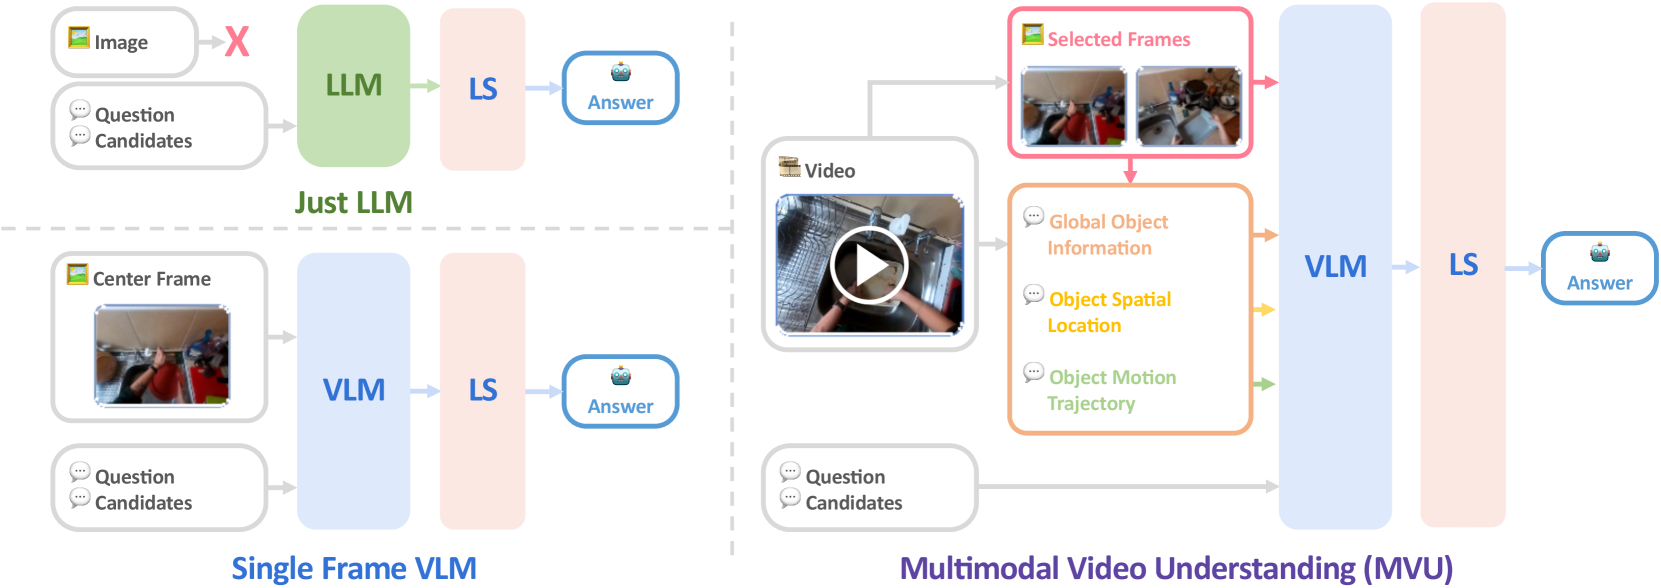 Image
X
Question
Candidates
LLM
LS
Answer
Just LLM
Center Frame
Question
Candidates
VLM
LS
Answer
Single Frame VLM
Video
Selected Frames
Global Object
Information
Object Spatial
Location
Object Motion
Trajectory
Question
Candidates
VLM
LS
Answer
Multimodal Video Understanding (MVU)